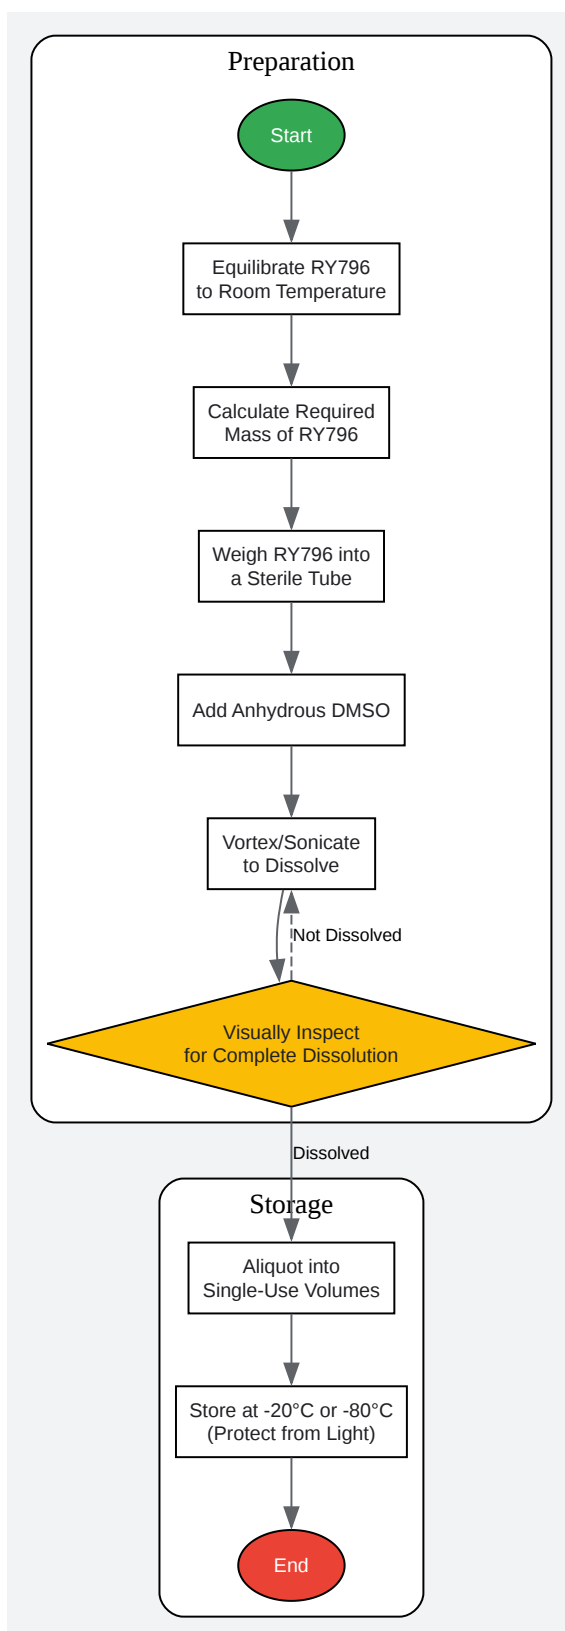 Preparation
Start
Equilibrate RY796
to Room Temperature
Calculate Required
Mass of RY796
Weigh RY796 into
a Sterile Tube
Add Anhydrous DMSO
Vortex/Sonicate
to Dissolve
Not Dissolved
Visually Inspect
for Complete Dissolution
Dissolved
Storage
Aliquot into
Single-Use Volumes
Store at -20°C or -80°C
(Protect from Light)
End